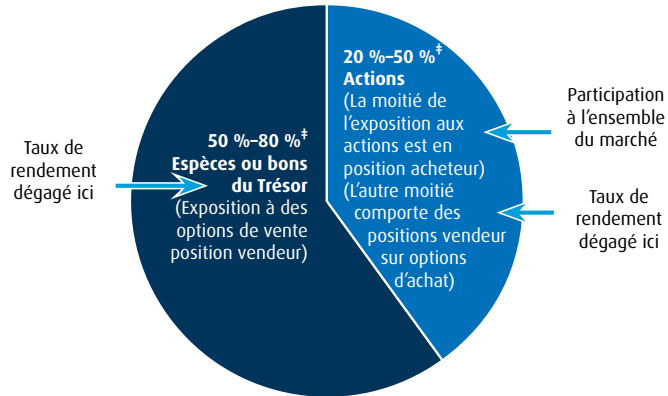 Taux de
rendement
dégagé ici
50 %–80 %‡
Espèces ou bons
du Trésor
(Exposition à des
options de vente
position vendeur)
20 %–50 %‡
Actions
(La moitié de
l’exposition aux
actions est en
position acheteur)
(L’autre moitié
comporte des
positions vendeur
sur options
d’achat)
Participation
à l’ensemble
du marché
Taux de
rendement
dégagé ici